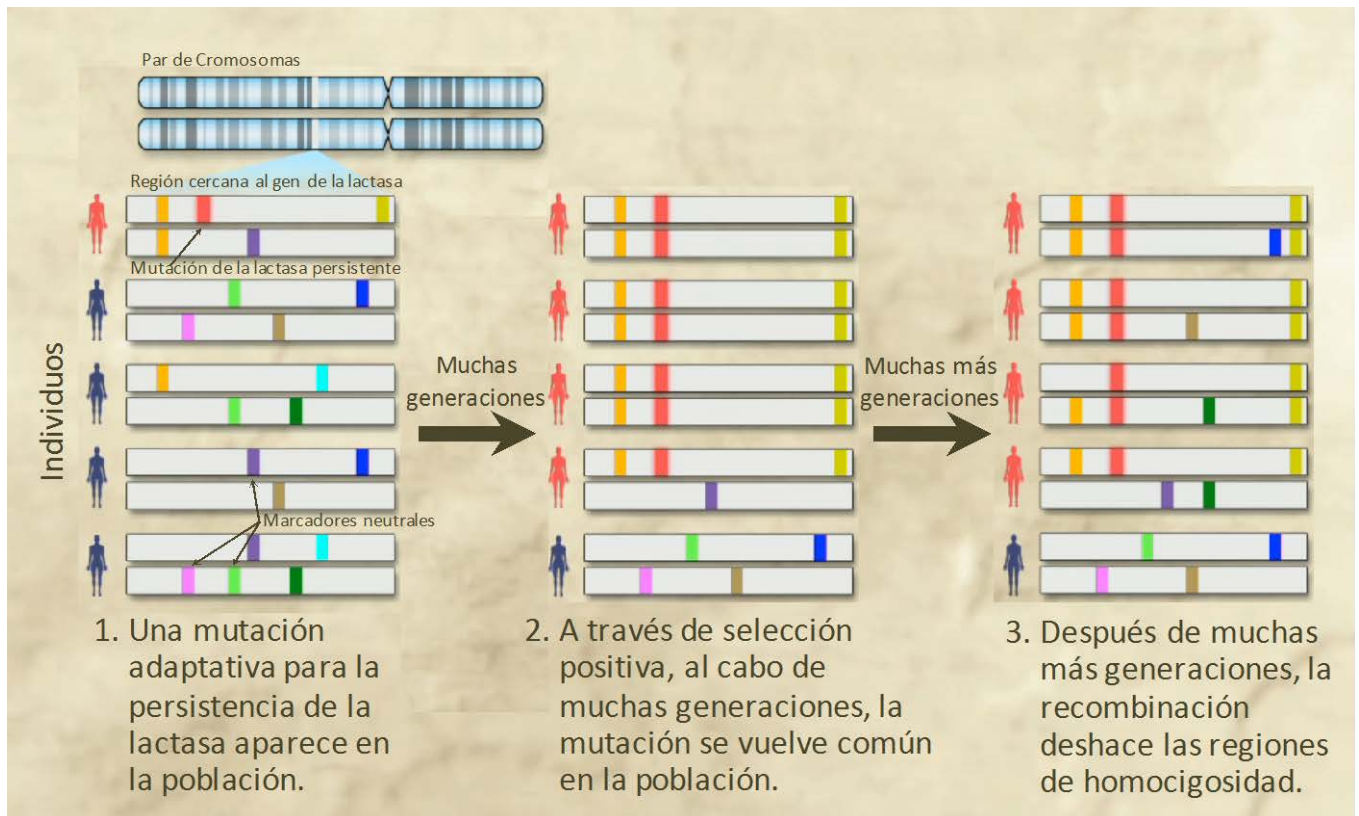 Par de Cromosomas
Región cercana al gen de la lactasa
Mutación de la lactasa persistente
Individuos
Marcadores neutrales
Muchas
generaciones
Muchas más
generaciones
1. Una mutación
adaptativa para la
persistencia de la
lactasa aparece en
la población.
2. A través de selección
positiva, al cabo de
muchas generaciones, la
mutación se vuelve común
en la población.
3. Después de muchas
más generaciones, la
recombinación
deshace las regiones
de homocigosidad.